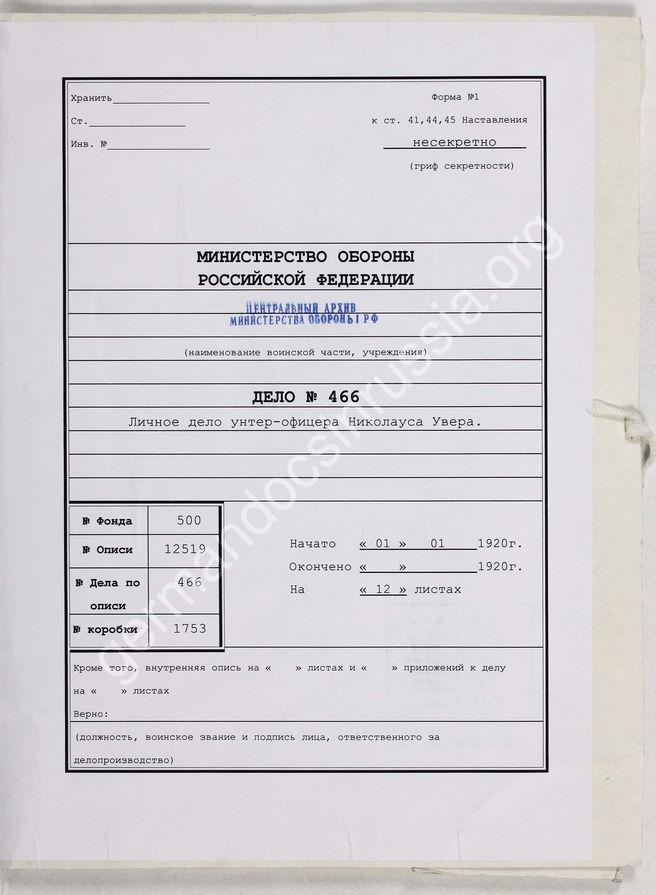 Хранить
Форма №1
Ст.
к ст. 41,44,45 Наставления
Инв. №
несекретно
(гриф секретности)
МИНИСТЕРСТВО ОБОРОНЫ
РОССИЙСКОЙ ФЕДЕРАЦИИ
ЦЕНТРАЛЬНЫЙ АРХИВ
МИНИСТЕРСТВА ОБОРОНЫ РФ
(наименование воинской части, учреждения)
ДЕЛО № 466
Личное дело унтер-офицера Николауса Увера.
№ Фонда 500
№ Описи 12519
№ Дела по описи 466
№ коробки 1753
Начато « 01 » 01 1920г.
Окончено « » 1920г.
На « 12 » листах
Кроме того, внутренняя опись на « » листах и « » приложений к делу
на « » листах
Верно:
(должность, воинское звание и подпись лица, ответственного за
делопроизводство)
germandocsinrussia.org